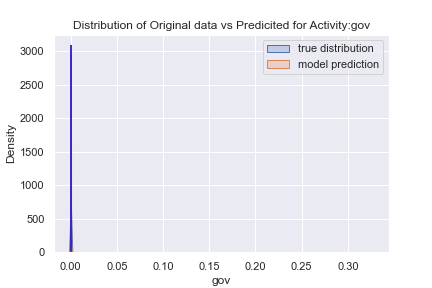 Distribution of Original data vs Predicited for Activity:gov
true distribution
model prediction
3000
2500
2000
1500
1000
500
0
Density
0.00 0.05 0.10 0.15 0.20 0.25 0.30
gov